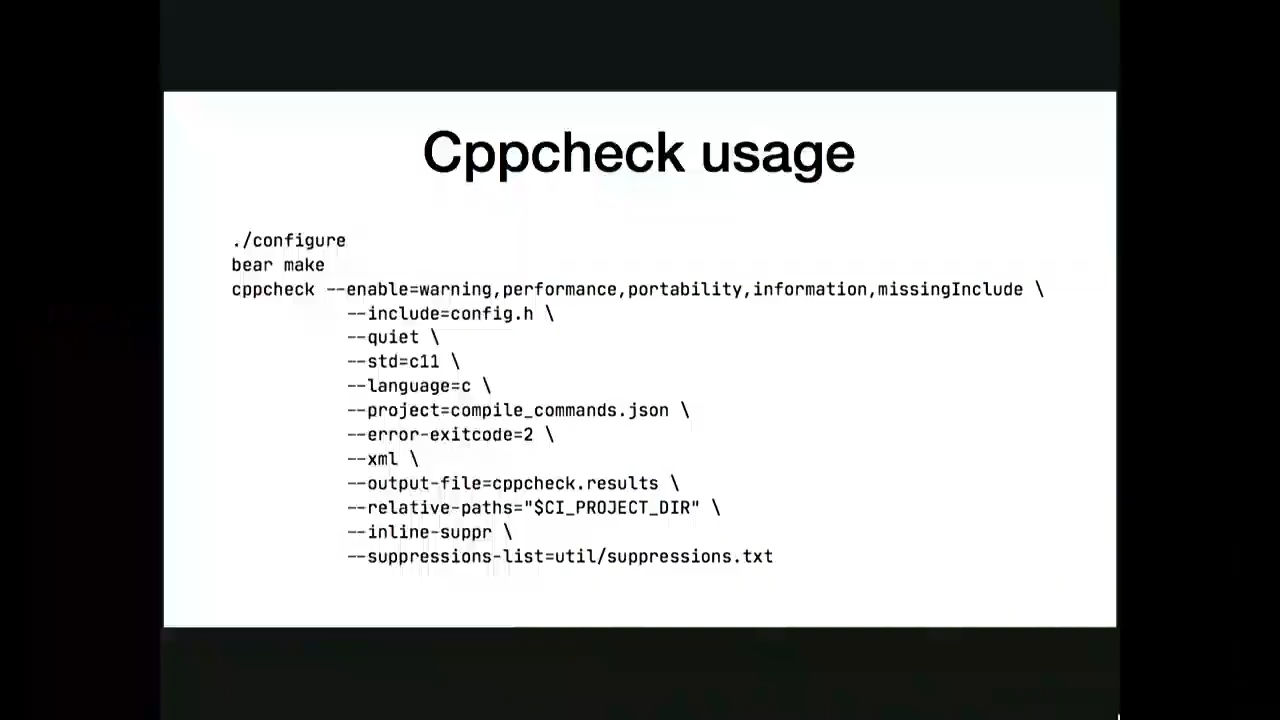 Cppcheck usage
./configure
bear make
cppcheck --enable=warning,performance,portability,information,missingInclude \
--include=config.h \
--quiet \
--std=c11 \
--language=c \
--project=compile_commands.json \
--error-exitcode=2 \
--xml \
--output-file=cppcheck.results \
--relative-paths="$CI_PROJECT_DIR" \
--inline-suppr \
--suppressions-list=util/suppressions.txt